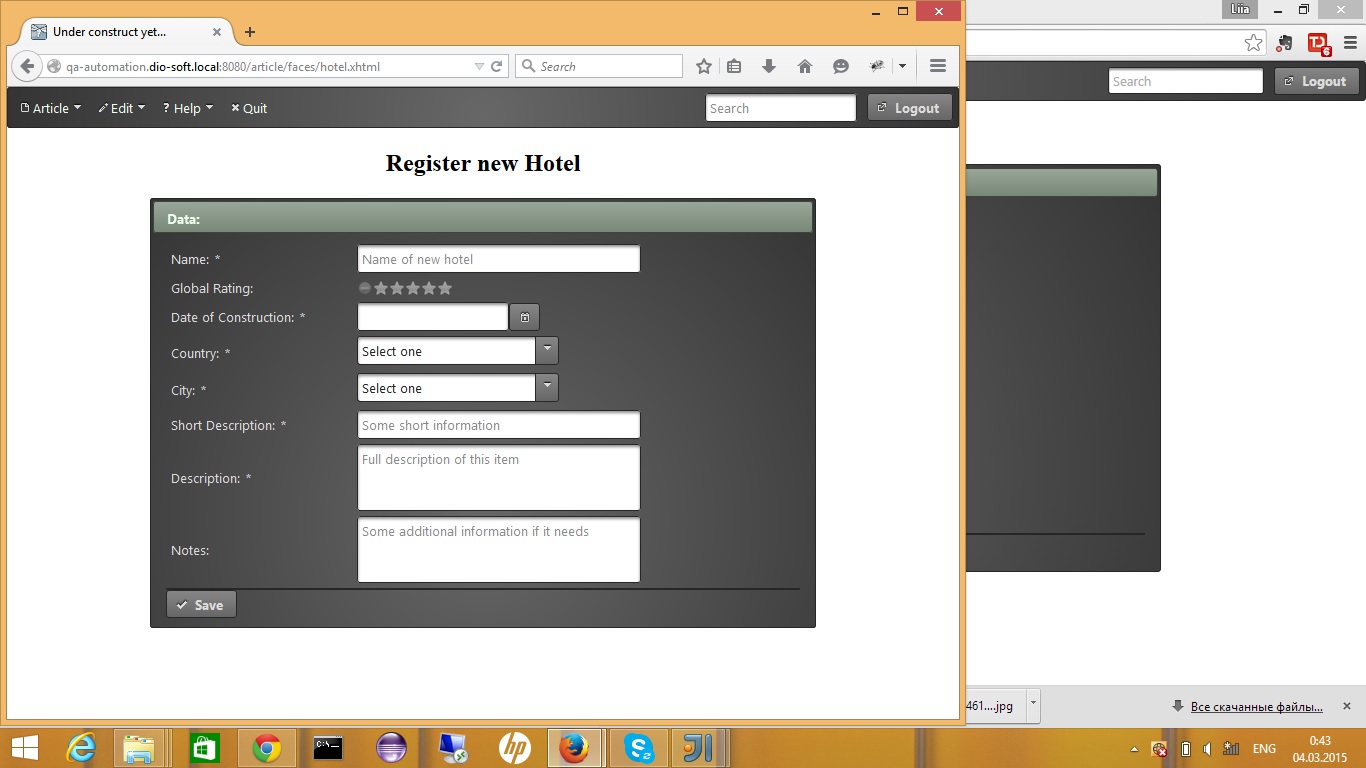 Liia
Under construct yet...
qa-automation.dio-soft.local:8080/article/faces/hotel.xhtml
Search
6
Article Edit Help Quit
Search
Logout
Search
Logout
Register new Hotel
Data:
Name: *
Name of new hotel
Global Rating:
Date of Construction: *
Country: *
Select one
City: *
Select one
Short Description: *
Some short information
Description: *
Full description of this item
Notes:
Some additional information if it needs
Save
461....jpg
Все скачанные файлы...
C:\
hp
ENG
0:43
04.03.2015